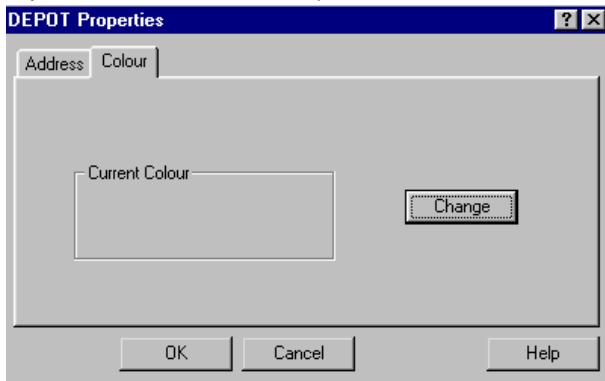 DEPOT Properties
Address Colour
Current Colour
Change
OK Cancel Help